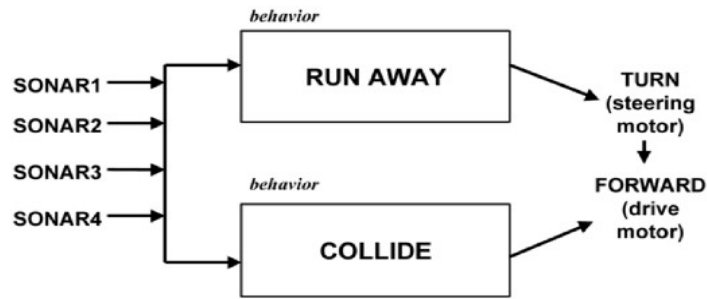 behavior
RUN AWAY
SONAR1
SONAR2
SONAR3
SONAR4
TURN
(steering
motor)
FORWARD
(drive
motor)
behavior
COLLIDE